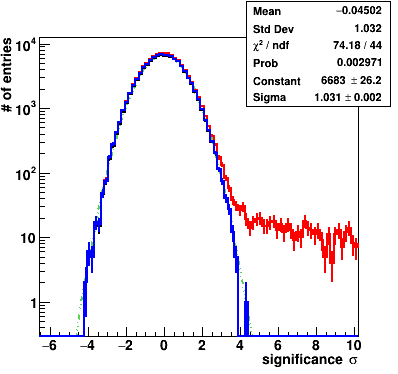 Mean −0.04502
Std Dev 1.032
χ² / ndf 74.18 / 44
Prob 0.002971
Constant 6683 ± 26.2
Sigma 1.031 ± 0.002
# of entries
10⁴
10³
10²
10
1
−6 −4 −2 0 2 4 6 8 10
significance σ